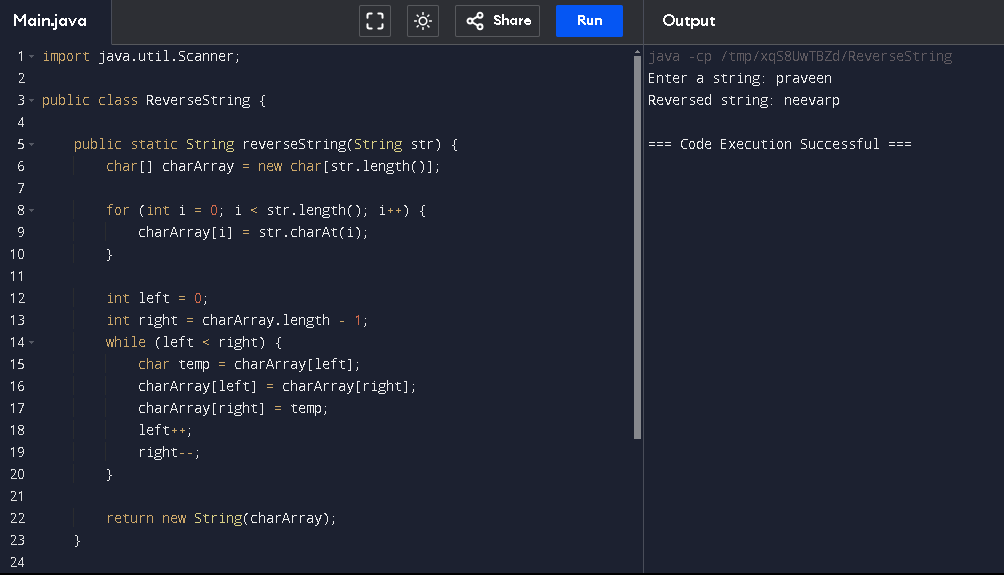 Main.java
Share
Run
Output
1 import java.util.Scanner;
2
3 public class ReverseString {
4
5     public static String reverseString(String str) {
6         char[] charArray = new char[str.length()];
7
8         for (int i = 0; i < str.length(); i++) {
9             charArray[i] = str.charAt(i);
10         }
11
12         int left = 0;
13         int right = charArray.length - 1;
14         while (left < right) {
15             char temp = charArray[left];
16             charArray[left] = charArray[right];
17             charArray[right] = temp;
18             left++;
19             right--;
20         }
21
22         return new String(charArray);
23     }
24
java -cp /tmp/xqS8UwTBZd/ReverseString
Enter a string: praveen
Reversed string: neevarp
=== Code Execution Successful ===